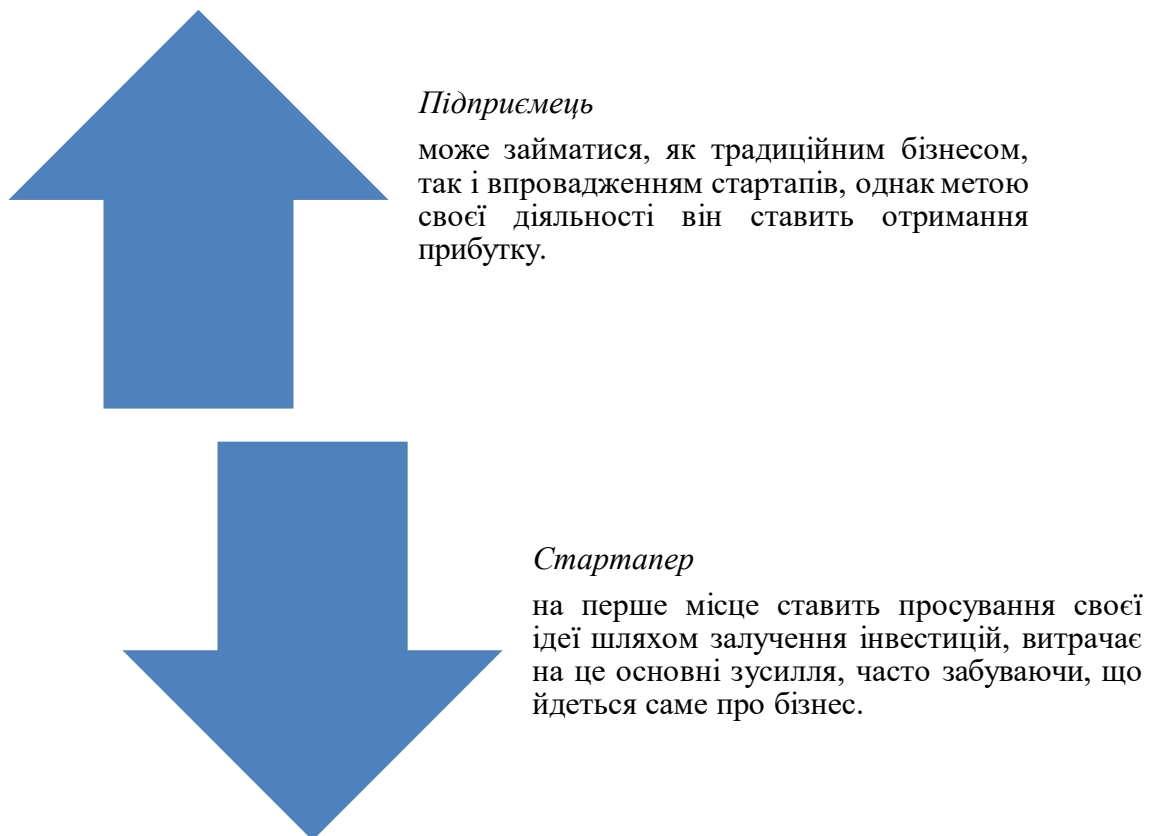 Підприємець
може займатися, як традиційним бізнесом,
так і впровадженням стартапів, однак метою
своєї діяльності він ставить отримання
прибутку.
Стартапер
на перше місце ставить просування своєї
ідеї шляхом залучення інвестицій, витрачає
на це основні зусилля, часто забуваючи, що
йдеться саме про бізнес.